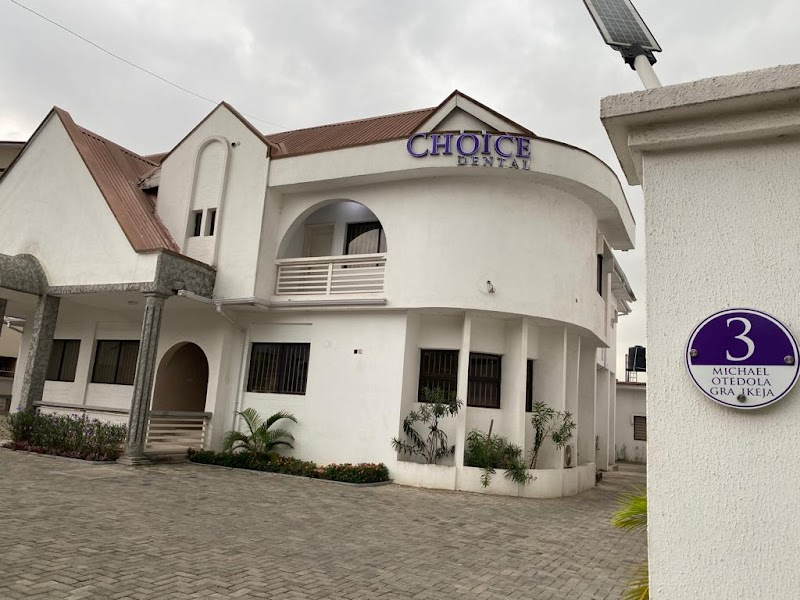 CHOICE
DENTAL
3
MICHAEL
OTEDOLA
GRA IKEJA